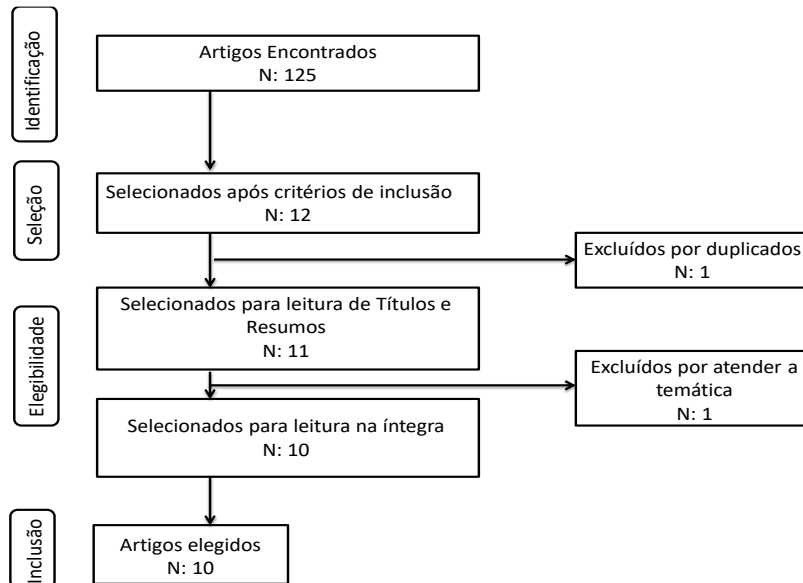 Identificação
Artigos Encontrados
N: 125
Seleção
Selecionados após critérios de inclusão
N: 12
Excluídos por duplicados
N: 1
Elegibilidade
Selecionados para leitura de Títulos e
Resumos
N: 11
Excluídos por atender a
temática
N: 1
Selecionados para leitura na íntegra
N: 10
Inclusão
Artigos elegidos
N: 10